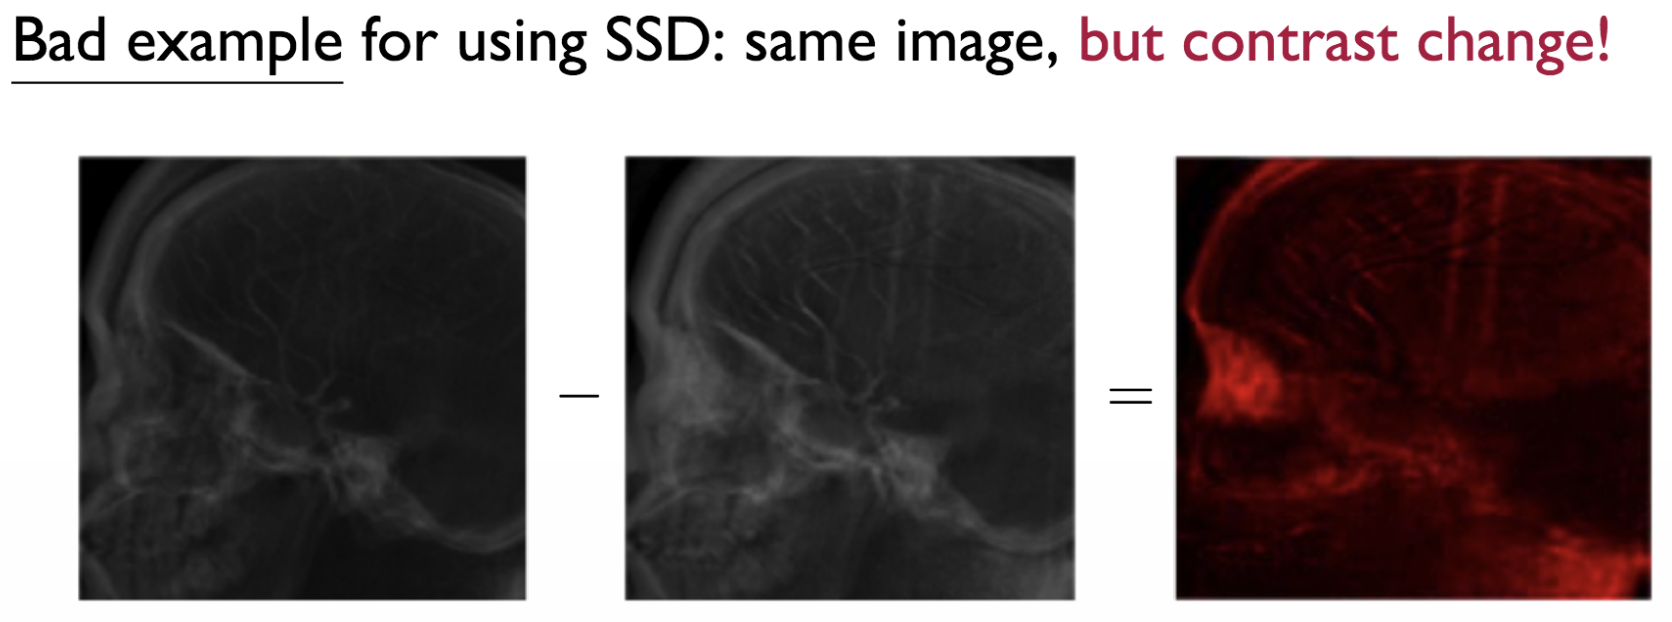 Bad example for using SSD: same image, but contrast change!
− =